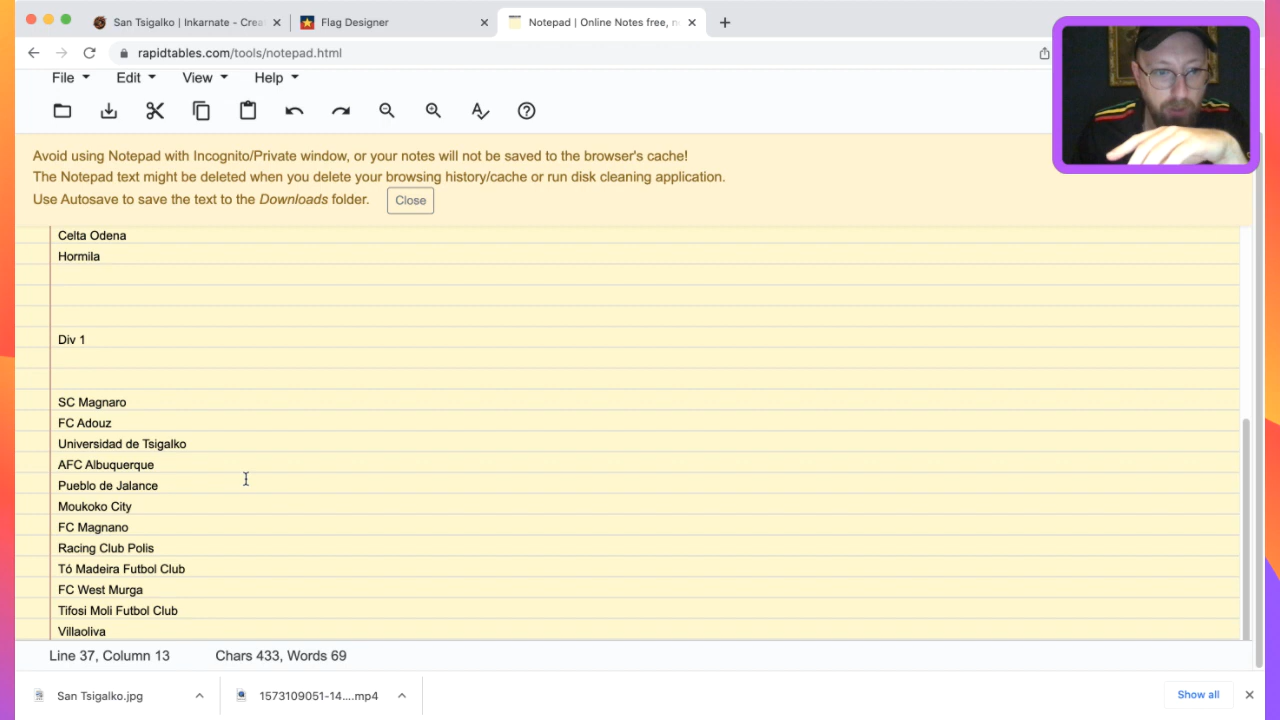 San Tsigalko | Inkarnate - Crea
Flag Designer
Notepad | Online Notes free, n
rapidtables.com/tools/notepad.html
File Edit View Help
Avoid using Notepad with Incognito/Private window, or your notes will not be saved to the browser's cache!
The Notepad text might be deleted when you delete your browsing history/cache or run disk cleaning application.
Use Autosave to save the text to the Downloads folder. Close
Celta Odena
Hormila
Div 1
SC Magnaro
FC Adouz
Universidad de Tsigalko
AFC Albuquerque
Pueblo de Jalance
Moukoko City
FC Magnano
Racing Club Polis
Tó Madeira Futbol Club
FC West Murga
Tifosi Moli Futbol Club
Villaoliva
Line 37, Column 13 Chars 433, Words 69
San Tsigalko.jpg
1573109051-14....mp4
Show all